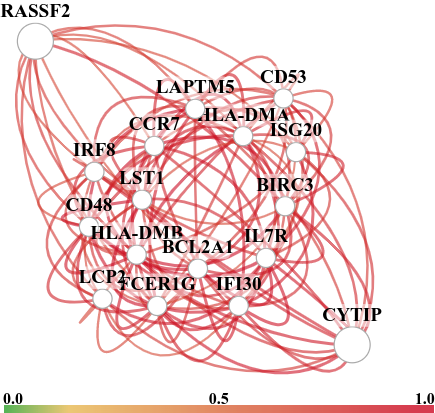 RASSF2
CD53
LAPTM5
HLA-DMA
ISG20
CCR7
IRF8
LST1
BIRC3
CD48
HLA-DMB
IL7R
BCL2A1
LCP2
FCER1G
IFI30
CYTIP
0.0 0.5 1.0